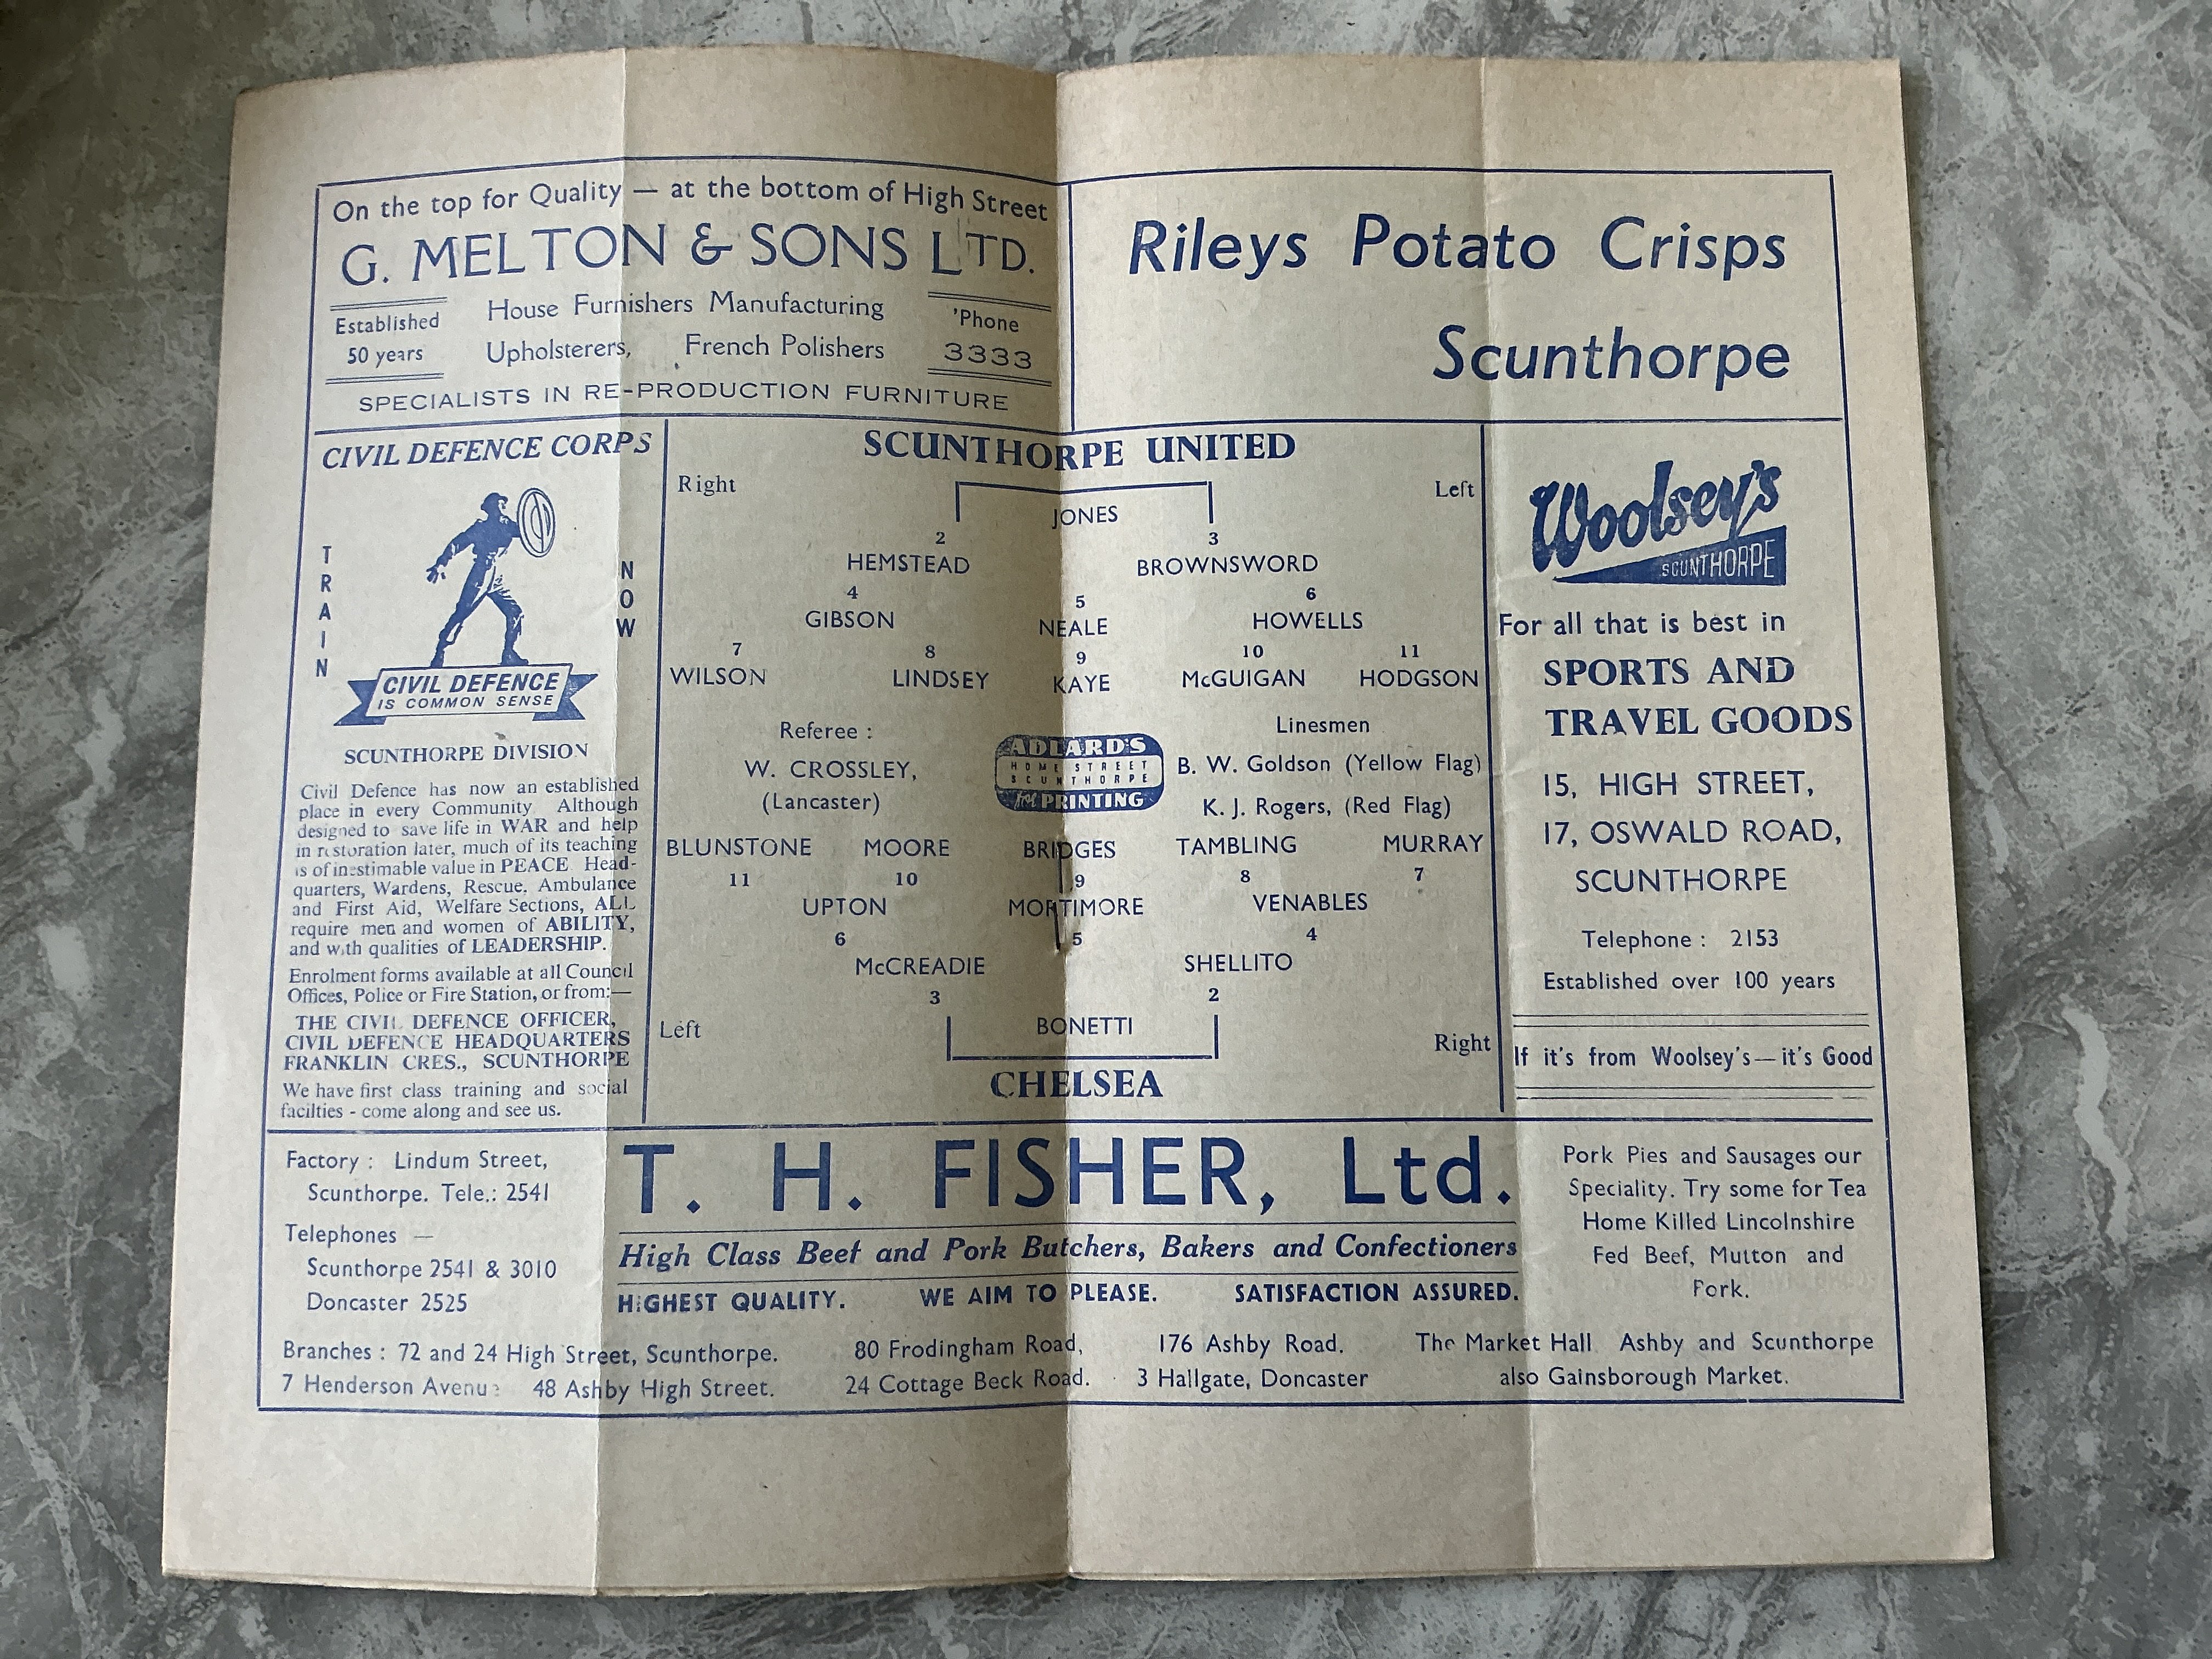 On the top for Quality — at the bottom of High Street
G. MELTON & SONS LTD.
Established
50 years
House Furnishers Manufacturing
Upholsterers, French Polishers
'Phone
3333
SPECIALISTS IN RE-PRODUCTION FURNITURE
Rileys Potato Crisps
Scunthorpe
CIVIL DEFENCE CORPS
TRAIN
NOW
CIVIL DEFENCE
IS COMMON SENSE
SCUNTHORPE DIVISION
Civil Defence has now an established
place in every Community Although
designed to save life in WAR and help
in restoration later, much of its teaching
is of inestimable value in PEACE Head-
quarters, Wardens, Rescue, Ambulance
and First Aid, Welfare Sections, ALL
require men and women of ABILITY,
and with qualities of LEADERSHIP.
Enrolment forms available at all Council
Offices, Police or Fire Station, or from:—
THE CIVIL DEFENCE OFFICER,
CIVIL DEFENCE HEADQUARTERS
FRANKLIN CRES., SCUNTHORPE
We have first class training and social
facilties - come along and see us.
SCUNTHORPE UNITED
Right Left
JONES
2 3
HEMSTEAD BROWNSWORD
4 5 6
GIBSON NEALE HOWELLS
7 8 9 10 11
WILSON LINDSEY KAYE McGUIGAN HODGSON
Referee :
W. CROSSLEY,
(Lancaster)
ADLARD'S
HOME STREET
SCUNTHORPE
for PRINTING
Linesmen
B. W. Goldson (Yellow Flag)
K. J. Rogers, (Red Flag)
BLUNSTONE MOORE BRIDGES TAMBLING MURRAY
11 10 9 8 7
UPTON MORTIMORE VENABLES
6 5 4
McCREADIE SHELLITO
3 2
Left BONETTI Right
CHELSEA
Woolsey's
SCUNTHORPE
For all that is best in
SPORTS AND
TRAVEL GOODS
15, HIGH STREET,
17, OSWALD ROAD,
SCUNTHORPE
Telephone : 2153
Established over 100 years
If it's from Woolsey's — it's Good
Factory : Lindum Street,
Scunthorpe. Tele.: 2541
Telephones —
Scunthorpe 2541 & 3010
Doncaster 2525
T. H. FISHER, Ltd.
High Class Beef and Pork Butchers, Bakers and Confectioners
HIGHEST QUALITY. WE AIM TO PLEASE. SATISFACTION ASSURED.
Pork Pies and Sausages our
Speciality. Try some for Tea
Home Killed Lincolnshire
Fed Beef, Mutton and
Pork.
Branches : 72 and 24 High Street, Scunthorpe. 80 Frodingham Road, 176 Ashby Road. The Market Hall Ashby and Scunthorpe
7 Henderson Avenue 48 Ashby High Street. 24 Cottage Beck Road. 3 Hallgate, Doncaster also Gainsborough Market.